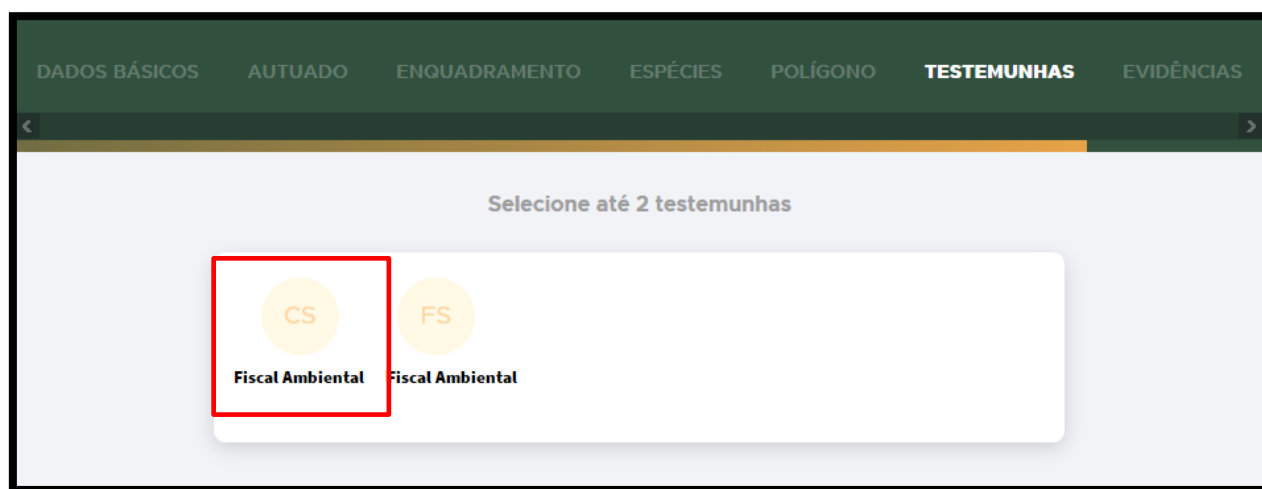 DADOS BÁSICOS AUTUADO ENQUADRAMENTO ESPÉCIES POLÍGONO TESTEMUNHAS EVIDÊNCIAS
Selecione até 2 testemunhas
CS FS
Fiscal Ambiental Fiscal Ambiental